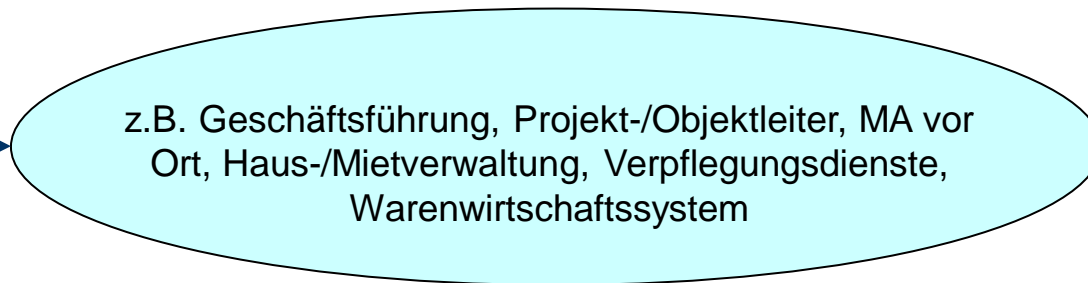 z.B. Geschäftsführung, Projekt-/Objektleiter, MA vor
Ort, Haus-/Mietverwaltung, Verpflegungsdienste,
Warenwirtschaftssystem